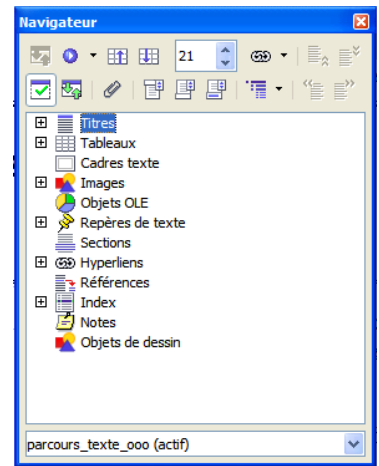 Navigateur
21
Titres
Tableaux
Cadres texte
Images
Objets OLE
Repères de texte
Sections
Hyperliens
Références
Index
Notes
Objets de dessin
parcours_texte_ooo (actif)